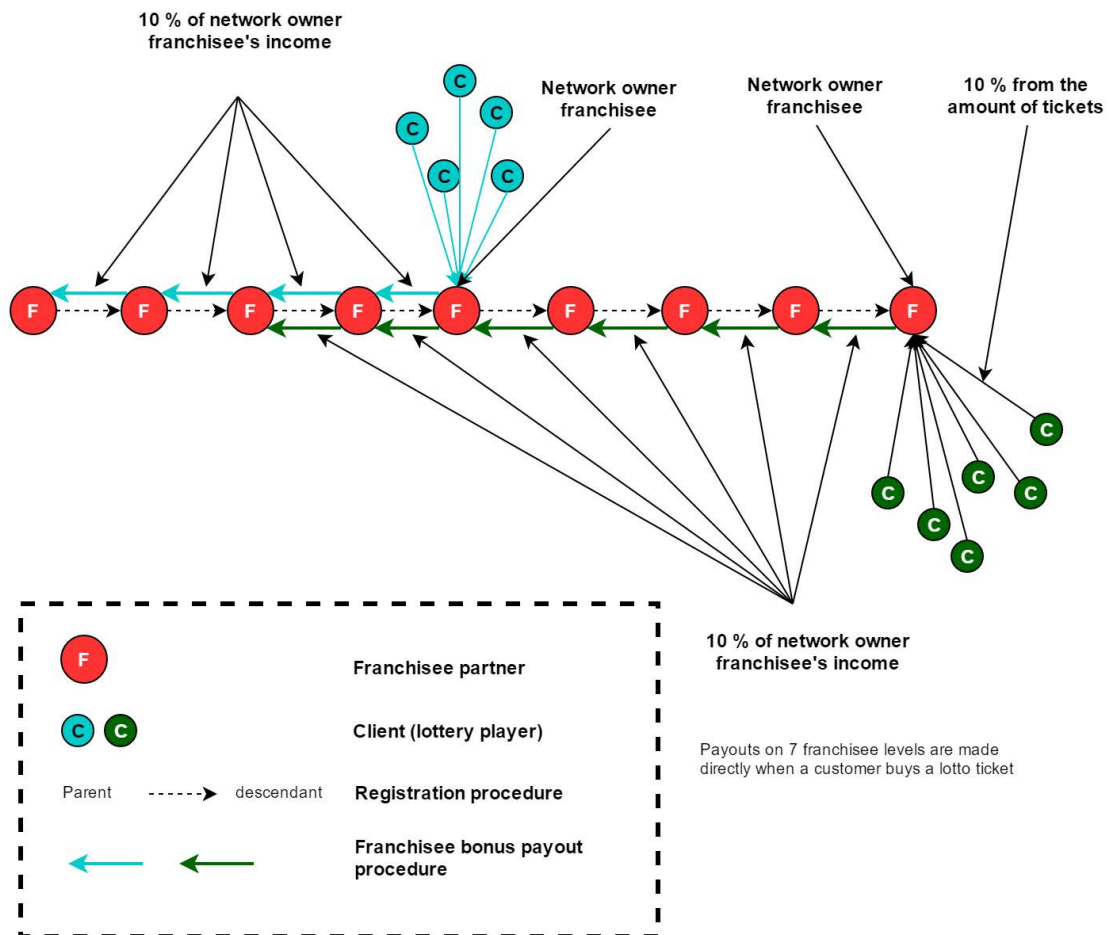 10 % of network owner
franchisee's income
Network owner
franchisee
Network owner
franchisee
10 % from the
amount of tickets
C
C
C
C
C
F
F
F
F
F
F
F
F
F
C
C
C
C
C
C
10 % of network owner
franchisee's income
Payouts on 7 franchisee levels are made
directly when a customer buys a lotto ticket
F
Franchisee partner
C
C
Client (lottery player)
Parent
descendant
Registration procedure
Franchisee bonus payout
procedure